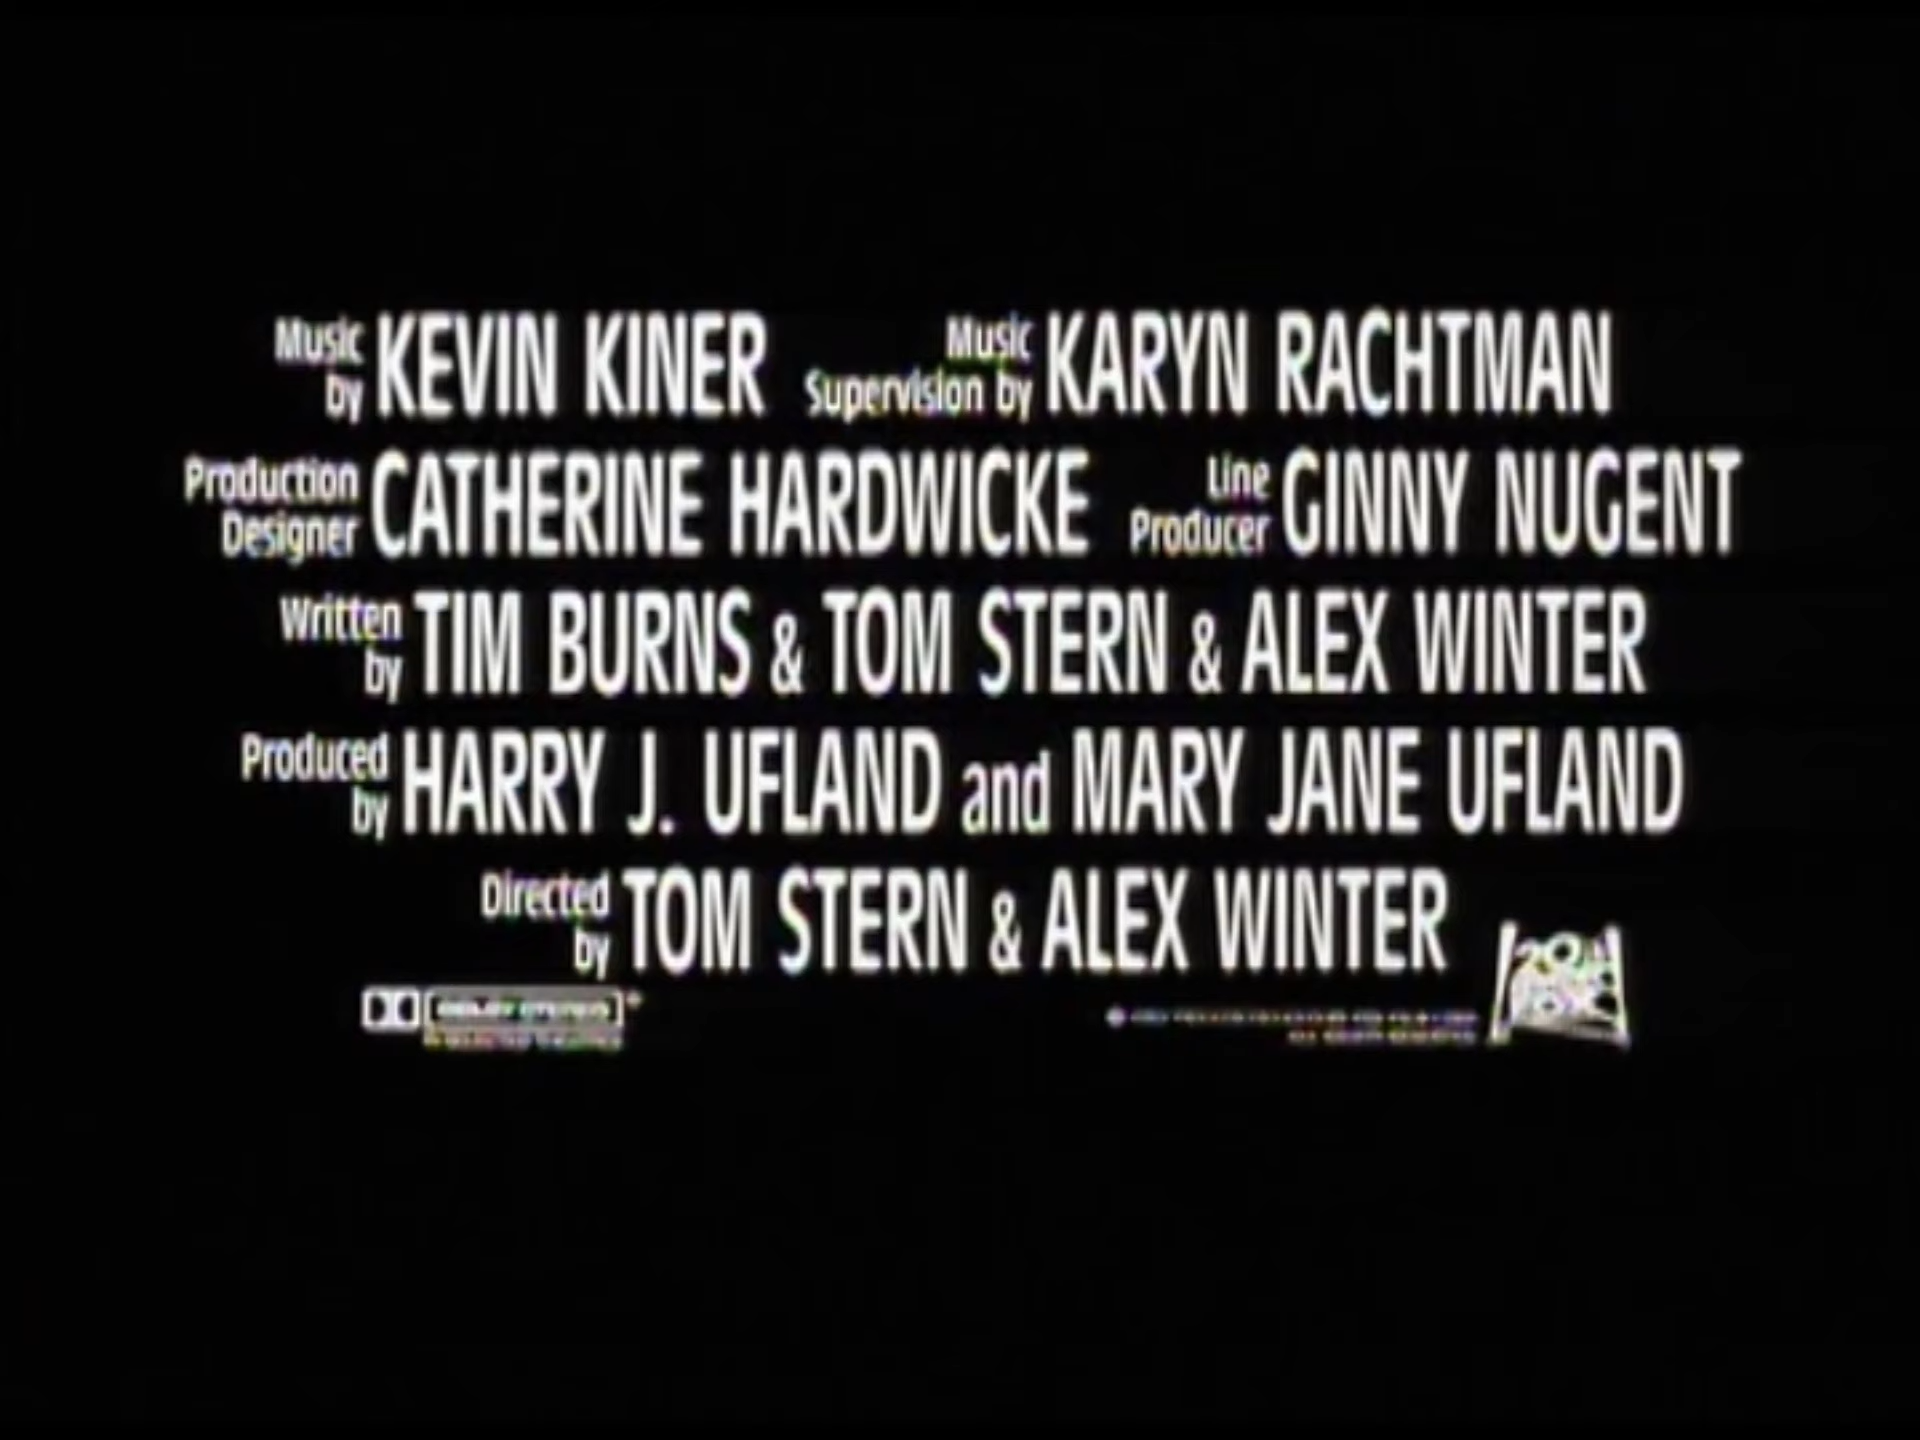 Music by KEVIN KINER Music Supervision by KARYN RACHTMAN
Production Designer CATHERINE HARDWICKE Line Producer GINNY NUGENT
Written by TIM BURNS & TOM STERN & ALEX WINTER
Produced by HARRY J. UFLAND and MARY JANE UFLAND
Directed by TOM STERN & ALEX WINTER
DOLBY STEREO